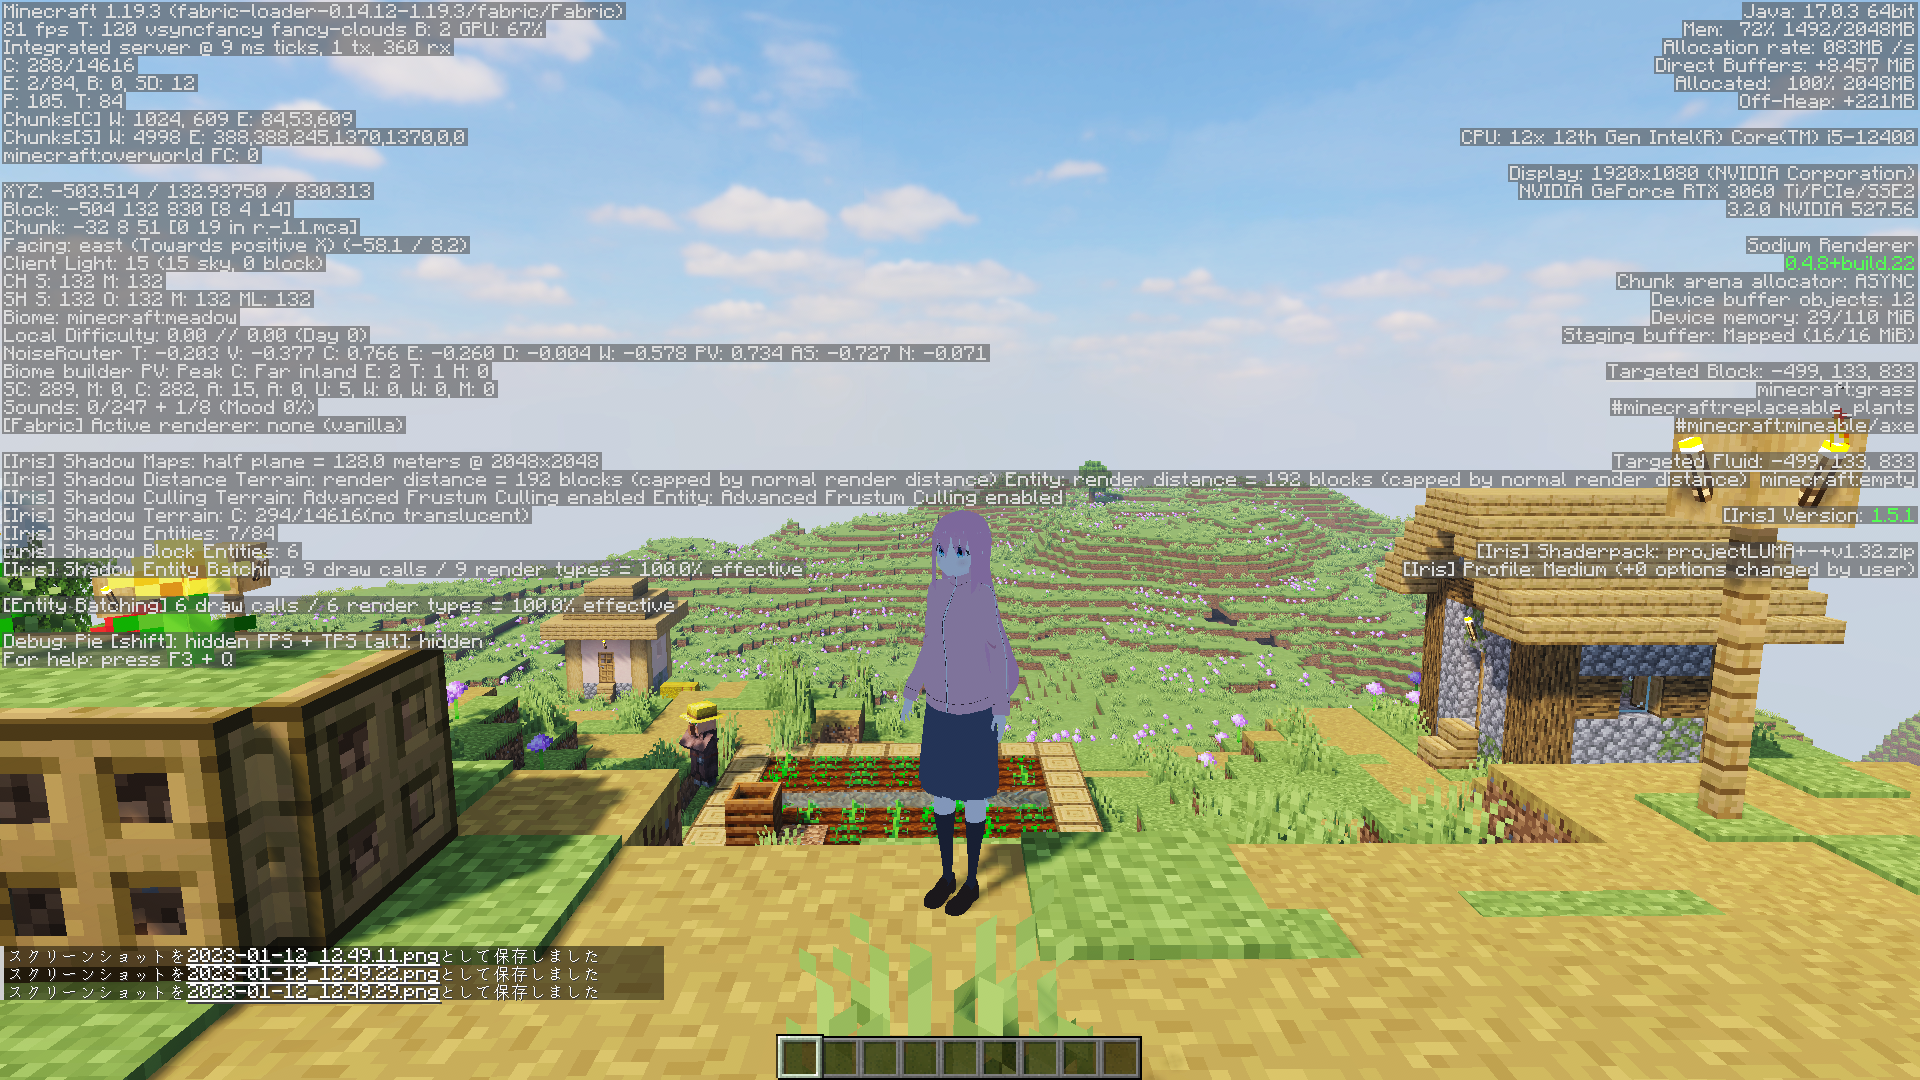 Minecraft 1.19.3 (fabric-loader-0.14.12-1.19.3/fabric/Fabric)
81 fps T: 120 vsyncfancy fancy-clouds B: 2 GPU: 67%
Integrated server @ 9 ms ticks, 1 tx, 360 rx
C: 288/14616
E: 2/84, B: 0, SD: 12
P: 105. T: 84
Chunks[C] W: 1024, 609 E: 84,53,609
Chunks[S] W: 4998 E: 388,388,245,1370,1370,0,0
minecraft:overworld FC: 0
XYZ: -503.514 / 132.93750 / 830.313
Block: -504 132 830 [8 4 14]
Chunk: -32 8 51 [0 19 in r.-1.1.mca]
Facing: east (Towards positive X) (-58.1 / 8.2)
Client Light: 15 (15 sky, 0 block)
CH S: 132 M: 132
SH S: 132 O: 132 M: 132 ML: 132
Biome: minecraft:meadow
Local Difficulty: 0.00 // 0.00 (Day 0)
NoiseRouter T: -0.203 V: -0.377 C: 0.766 E: -0.260 D: -0.004 W: -0.578 PV: 0.734 AS: -0.727 N: -0.071
Biome builder PV: Peak C: Far inland E: 2 T: 1 H: 0
SC: 289, M: 0, C: 282, A: 15, A: 0, U: 5, W: 0, W: 0, M: 0
Sounds: 0/247 + 1/8 (Mood 0%)
[Fabric] Active renderer: none (vanilla)
[Iris] Shadow Maps: half plane = 128.0 meters @ 2048x2048
[Iris] Shadow Distance Terrain: render distance = 192 blocks (capped by normal render distance) Entity: render distance = 192 blocks (capped by normal render distance)
[Iris] Shadow Culling Terrain: Advanced Frustum Culling enabled Entity: Advanced Frustum Culling enabled
[Iris] Shadow Terrain: C: 294/14616(no translucent)
[Iris] Shadow Entities: 7/84
[Iris] Shadow Block Entities: 6
[Iris] Shadow Entity Batching: 9 draw calls / 9 render types = 100.0% effective
[Entity Batching] 6 draw calls / 6 render types = 100.0% effective
Debug: Pie [shift]: hidden FPS + TPS [alt]: hidden
For help: press F3 + Q
Java: 17.0.3 64bit
Mem: 72% 1492/2048MB
Allocation rate: 083MB /s
Direct Buffers: +8.457 MiB
Allocated: 100% 2048MB
Off-Heap: +221MB
CPU: 12x 12th Gen Intel(R) Core(TM) i5-12400
Display: 1920x1080 (NVIDIA Corporation)
NVIDIA GeForce RTX 3060 Ti/PCIe/SSE2
3.2.0 NVIDIA 527.56
Sodium Renderer
0.4.8+build.22
Chunk arena allocator: ASYNC
Device buffer objects: 12
Device memory: 29/110 MiB
Staging buffer: Mapped (16/16 MiB)
Targeted Block: -499, 133, 833
minecraft:grass
#minecraft:replaceable_plants
#minecraft:mineable/axe
Targeted Fluid: -499, 133, 833
minecraft:empty
[Iris] Version: 1.5.1
[Iris] Shaderpack: projectLUMA+-+v1.32.zip
[Iris] Profile: Medium (+0 options changed by user)
スクリーンショットを2023-01-12_12.49.11.pngとして保存しました
スクリーンショットを2023-01-12_12.49.22.pngとして保存しました
スクリーンショットを2023-01-12_12.49.29.pngとして保存しました